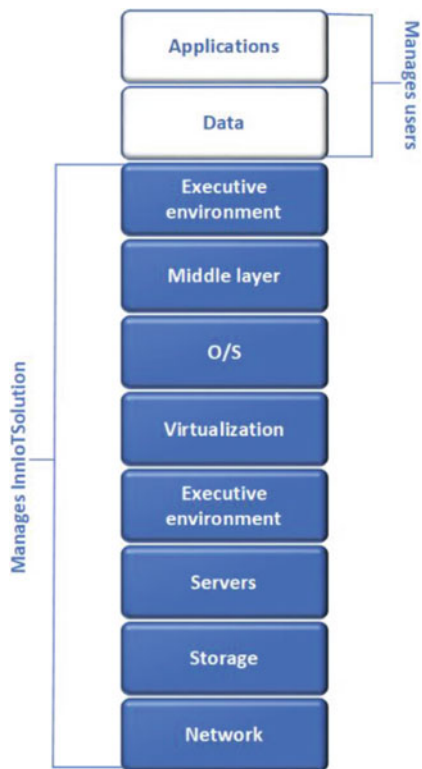 Applications
Manages users
Data
Executive
environment
Middle layer
O/S
Manages InnIoTSolution
Virtualization
Executive
environment
Servers
Storage
Network